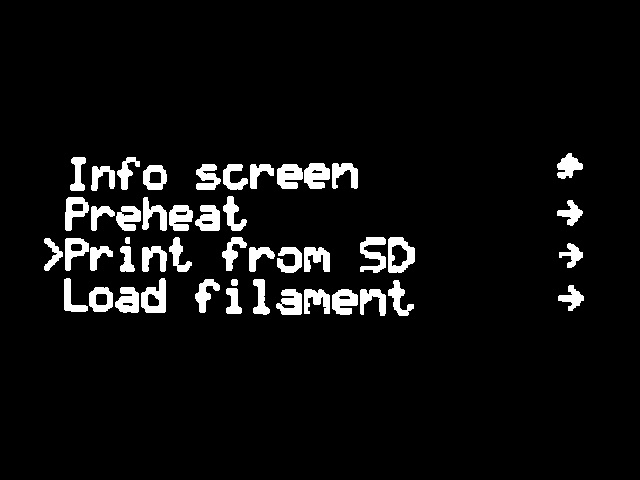 Info screen
Preheat →
>Print from SD →
Load filament →